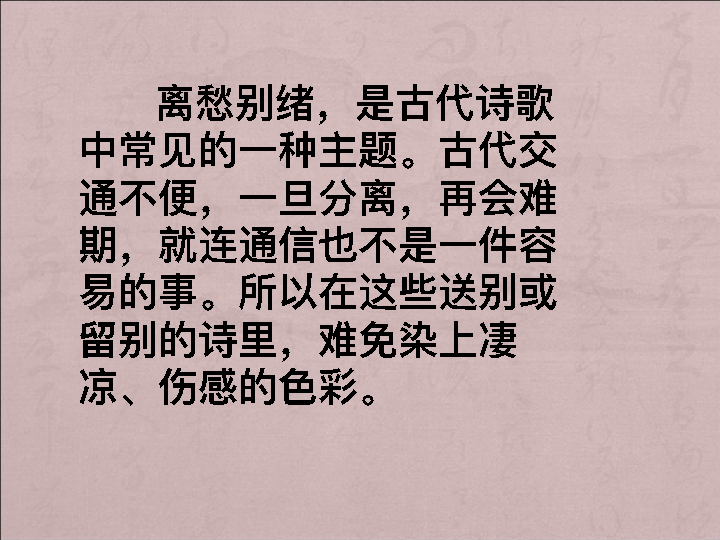 离愁别绪，是古代诗歌
中常见的一种主题。古代交
通不便，一旦分离，再会难
期，就连通信也不是一件容
易的事。所以在这些送别或
留别的诗里，难免染上凄
凉、伤感的色彩。